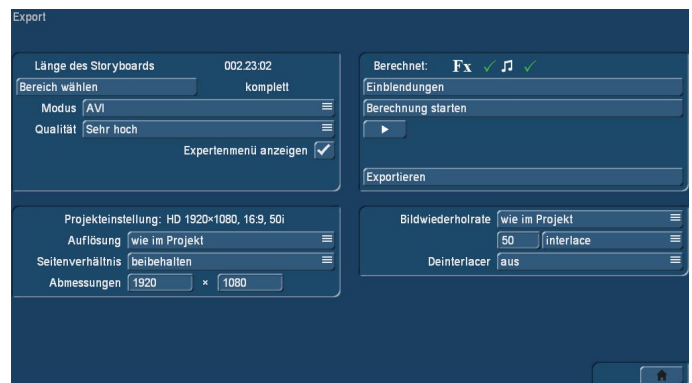 Export
Länge des Storyboards 002.23:02
Bereich wählen komplett
Modus AVI
Qualität Sehr hoch
Expertenmenü anzeigen
Berechnet: Fx
Einblendungen
Berechnung starten
Exportieren
Projekteinstellung: HD 1920×1080, 16:9, 50i
Auflösung wie im Projekt
Seitenverhältnis beibehalten
Abmessungen 1920 × 1080
Bildwiederholrate wie im Projekt
50 interlace
Deinterlacer aus